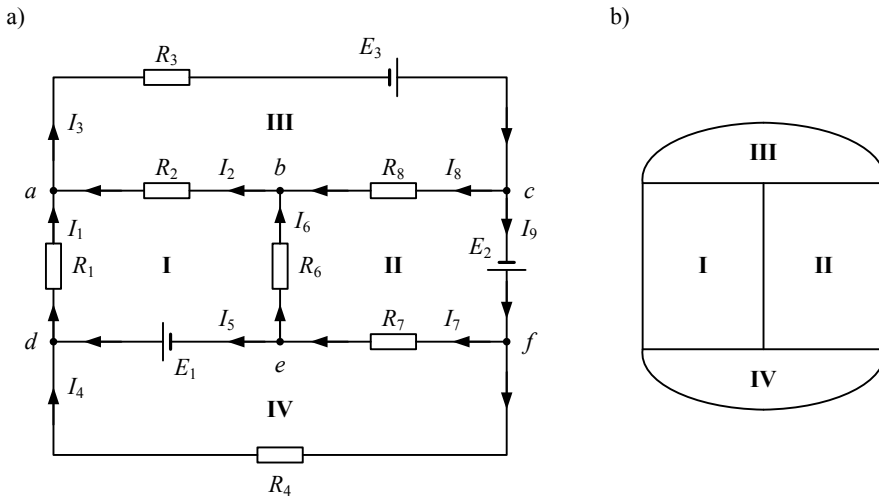 a) b)
R3 E3
I3 III
a R2 I2 b R8 I8 c
III
I1 I6 I9
R1 I R6 II E2
I II
d I5 R7 I7 f
E1 e
I4 IV
IV
R4